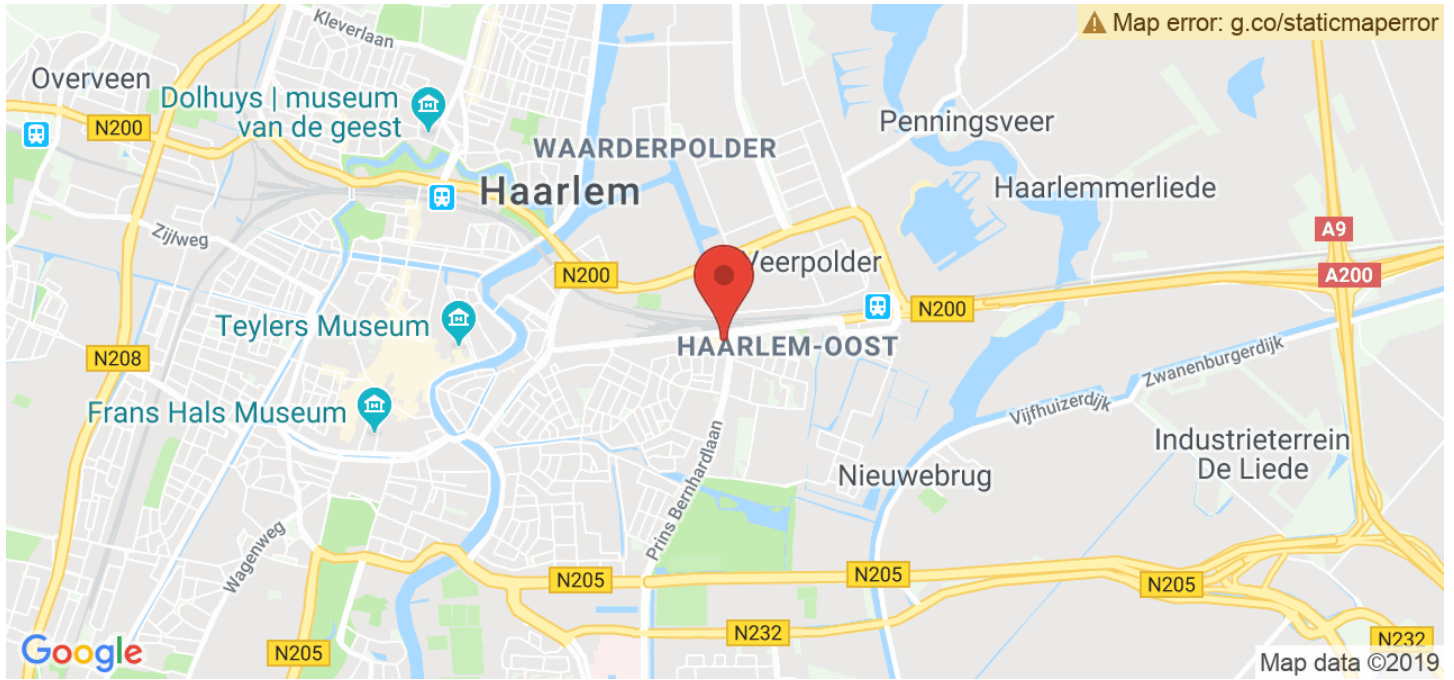 Map error: g.co/staticmaperror
Kleverlaan
Overveen
Dolhuys | museum
van de geest
N200
WAARDERPOLDER
Penningsveer
Haarlem
Haarlemmerliede
Zijlweg
A9
N200
Veerpolder
A200
N200
Teylers Museum
HAARLEM-OOST
N208
Zwanenburgerdijk
Frans Hals Museum
Vijfhuizerdijk
Industrieterrein
De Liede
Nieuwebrug
Prins Bernhardlaan
Wagenweg
N205
N205
N205
N232
N232
N205
Google
Map data ©2019